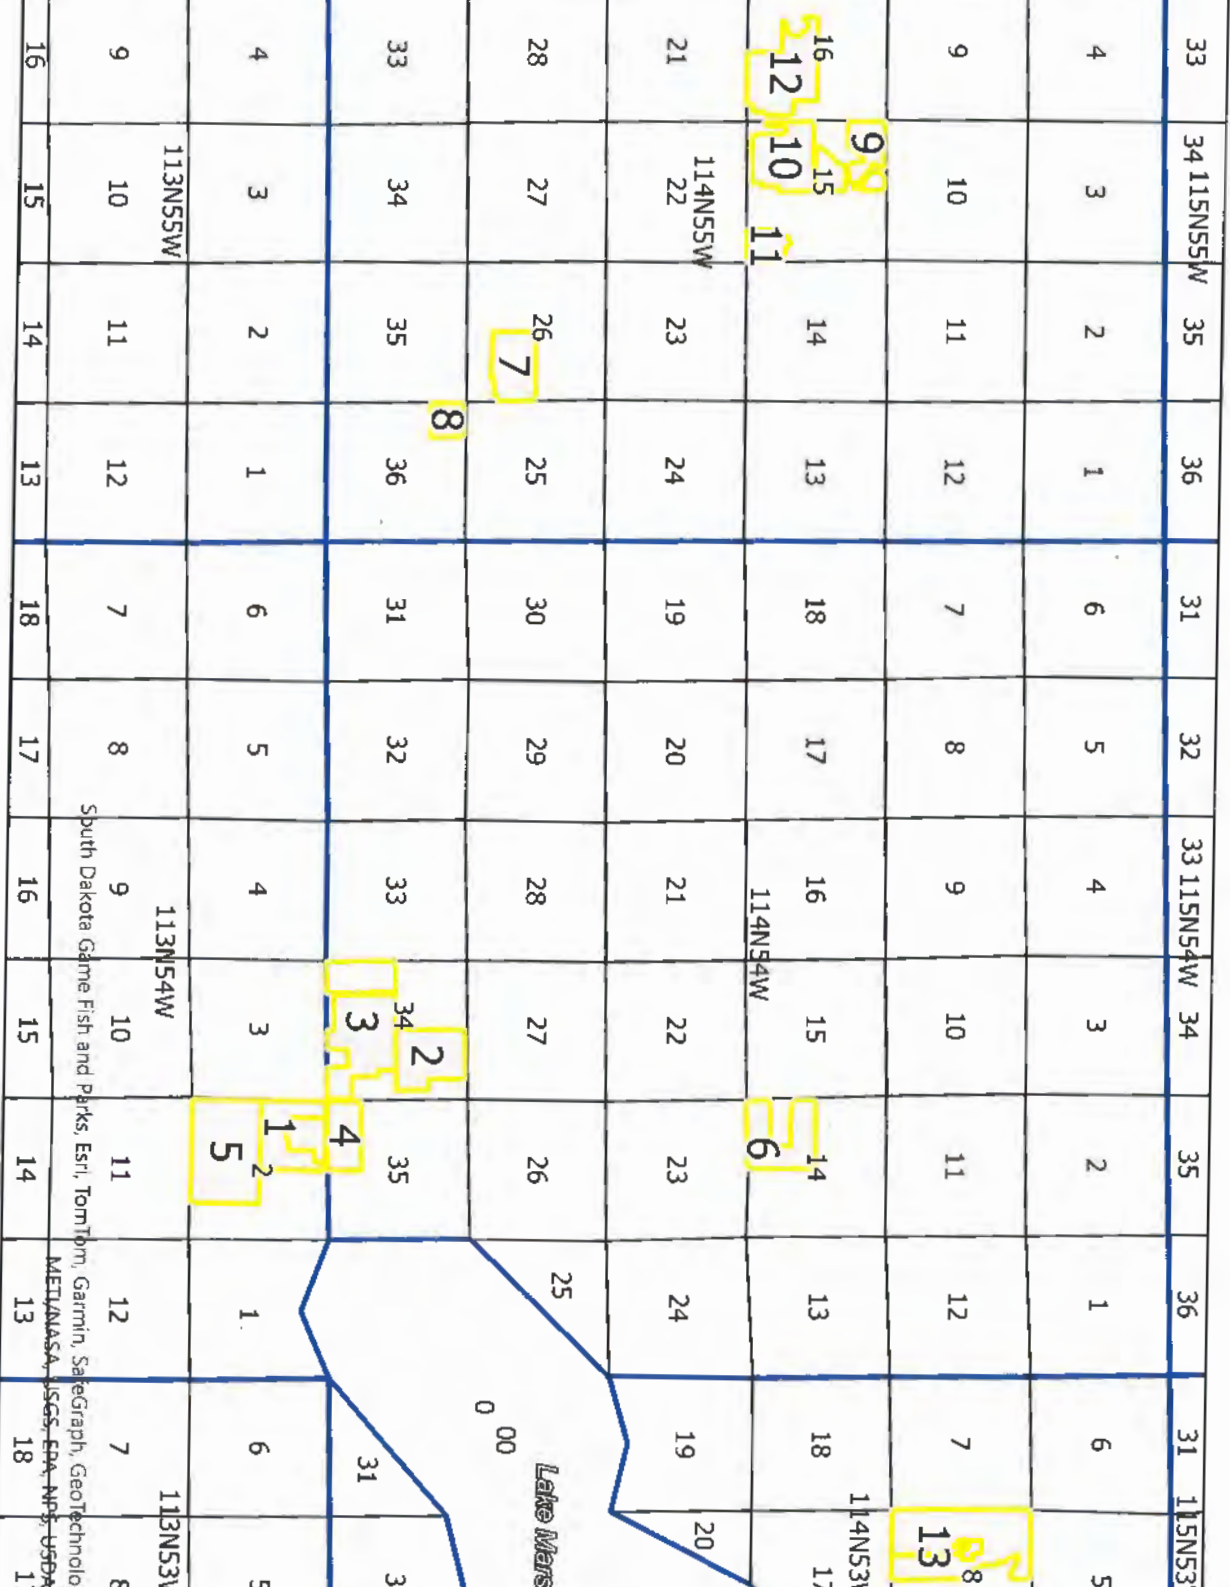 33 34 115N55W 35 36 31 32 33 115N54W 34 35 36 31 115N53
4 3 2 1 6 5 4 3 2 1 6 5
9 10 11 12 7 8 9 10 11 12 7 8
9 13
114N53
16 15 14 13 18 17 16 15 14 13 18 17
12 10 11 6
114N55W 114N54W
21 22 23 24 19 20 21 22 23 24 19 20
28 27 26 25 30 29 28 27 26 25
Lake Mars
7 00
0
8 2
33 34 35 36 31 32 33 34 35 31 3
3 4
4 3 2 1 6 5 4 3 2 1 6 5
1
5
113N55W 113N54W 113N53
9 10 11 12 7 8 9 10 11 12 7 8
South Dakota Game Fish and Parks, Esri, TomTom, Garmin, SafeGraph, GeoTechnolo
METI/NASA, USGS, EPA, NPS, USDA
16 15 14 13 18 17 16 15 14 13 18 1